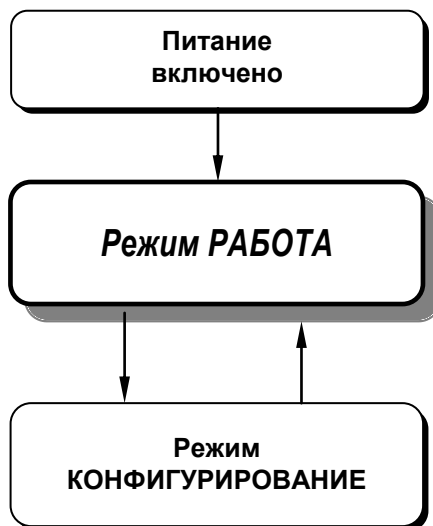 Питание
включено
Режим РАБОТА
Режим
КОНФИГУРИРОВАНИЕ